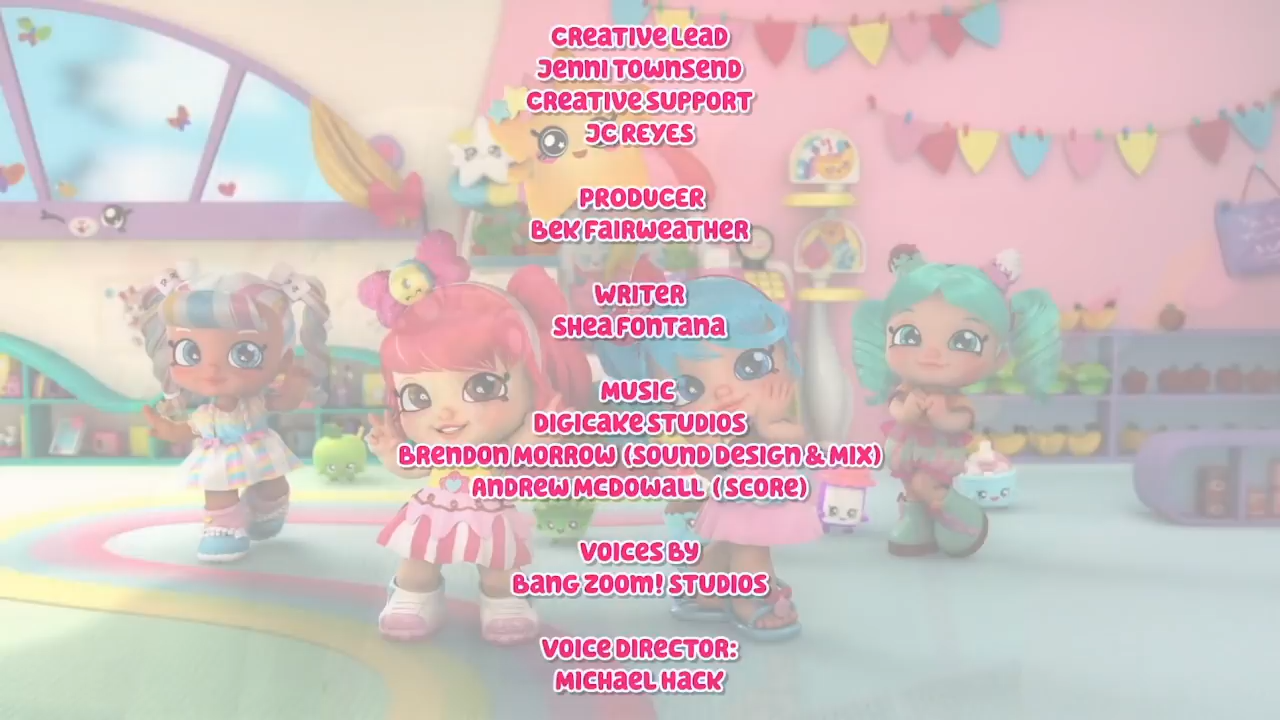 CREATIVE LEAD
JENNI TOWNSEND
CREATIVE SUPPORT
JC REYES
PRODUCER
BEK FAIRWEATHER
WRITER
SHEA FONTANA
MUSIC
DIGICAKE STUDIOS
BRENDON MORROW (SOUND DESIGN & MIX)
ANDREW MCDOWALL (SCORE)
VOICES BY
BANG ZOOM! STUDIOS
VOICE DIRECTOR:
MICHAEL HACK